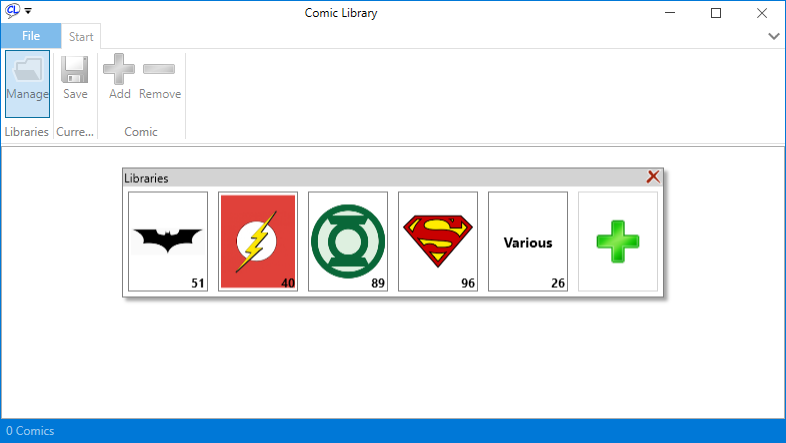 CL
Comic Library
File Start
Manage Save Add Remove
Libraries Curre... Comic
Libraries
Various
51 40 89 96 26
0 Comics